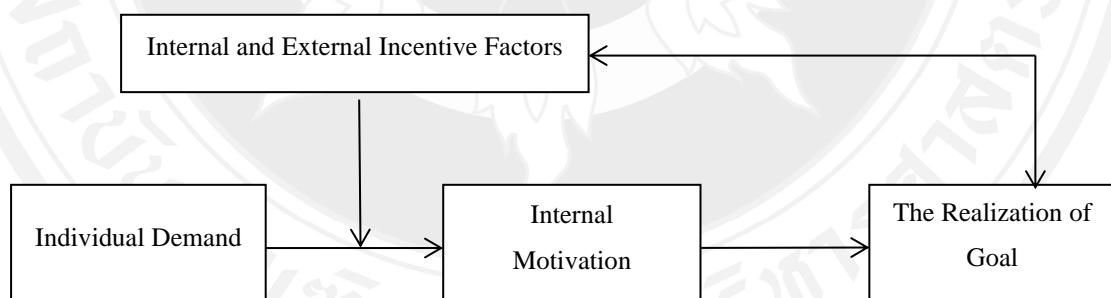 Internal and External Incentive Factors
Individual Demand
Internal
Motivation
The Realization of
Goal